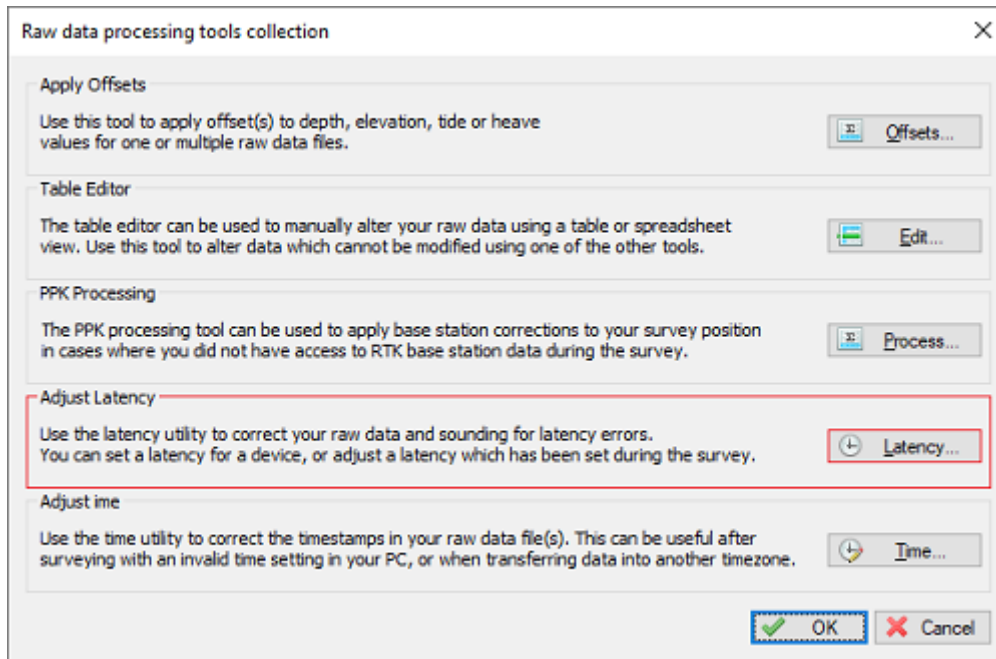 Raw data processing tools collection
Apply Offsets
Use this tool to apply offset(s) to depth, elevation, tide or heave
values for one or multiple raw data files.
Offsets...
Table Editor
The table editor can be used to manually alter your raw data using a table or spreadsheet
view. Use this tool to alter data which cannot be modified using one of the other tools.
Edit...
PPK Processing
The PPK processing tool can be used to apply base station corrections to your survey position
in cases where you did not have access to RTK base station data during the survey.
Process...
Adjust Latency
Use the latency utility to correct your raw data and sounding for latency errors.
You can set a latency for a device, or adjust a latency which has been set during the survey.
Latency...
Adjust ime
Use the time utility to correct the timestamps in your raw data file(s). This can be useful after
surveying with an invalid time setting in your PC, or when transferring data into another timezone.
Time...
OK Cancel